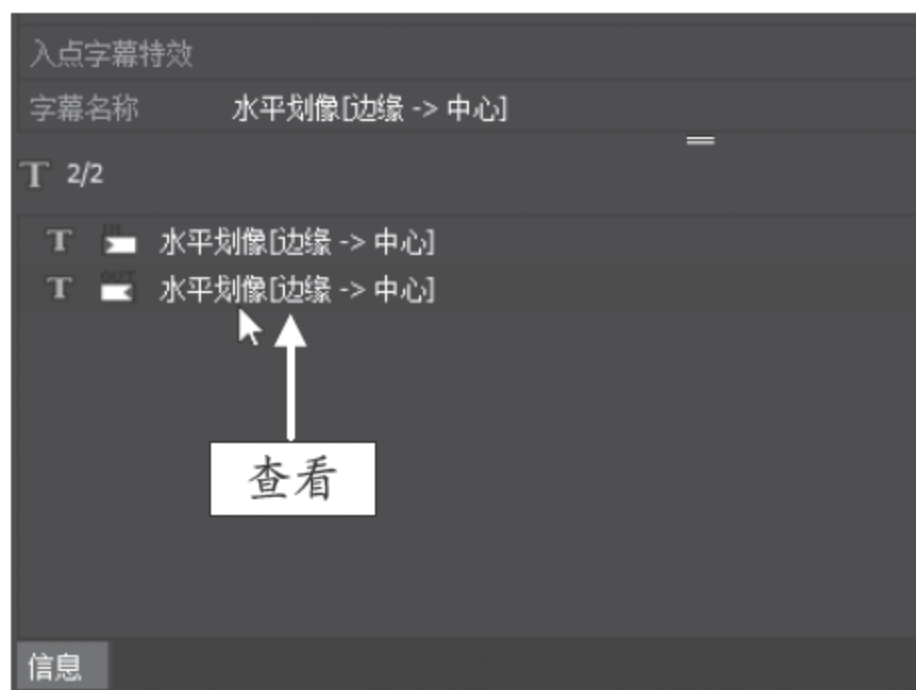 入点字幕特效
字幕名称 水平划像[边缘 -> 中心]
T 2/2
T IN 水平划像[边缘 -> 中心]
T OUT 水平划像[边缘 -> 中心]
查看
信息